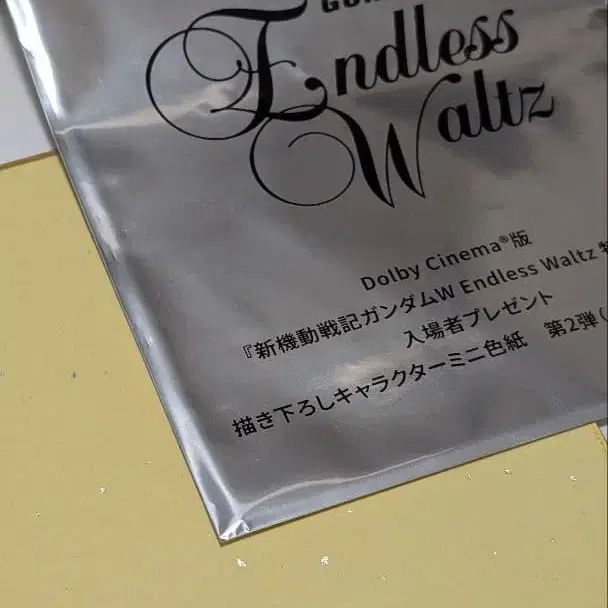 Endless
Waltz
Dolby Cinema®版
『新機動戦記ガンダムW Endless Waltz
入場者プレゼント
描き下ろしキャラクターミニ色紙 第2弾(